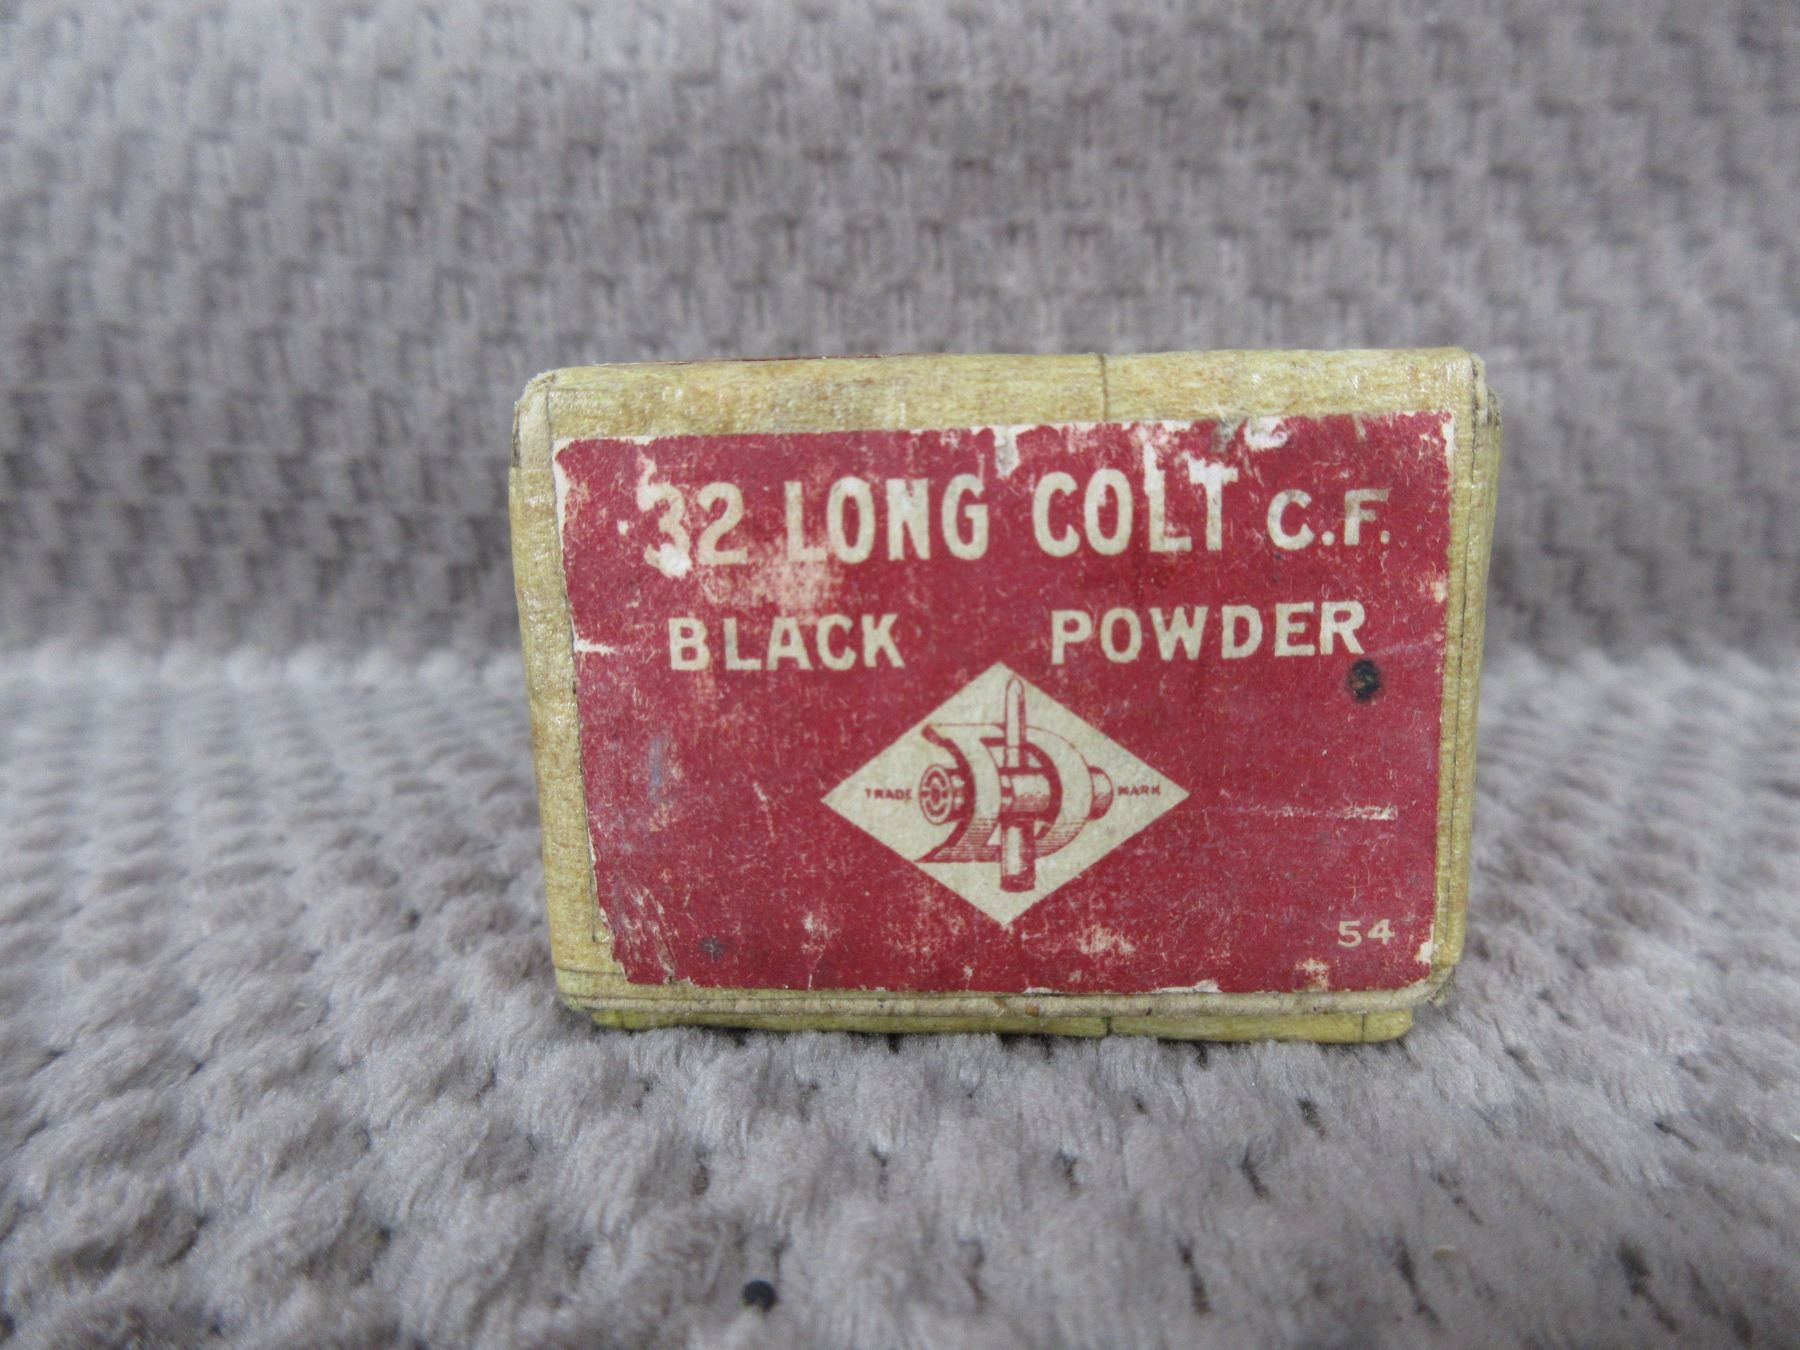 32 LONG COLT C.F.
BLACK POWDER
TRADE MARK
54